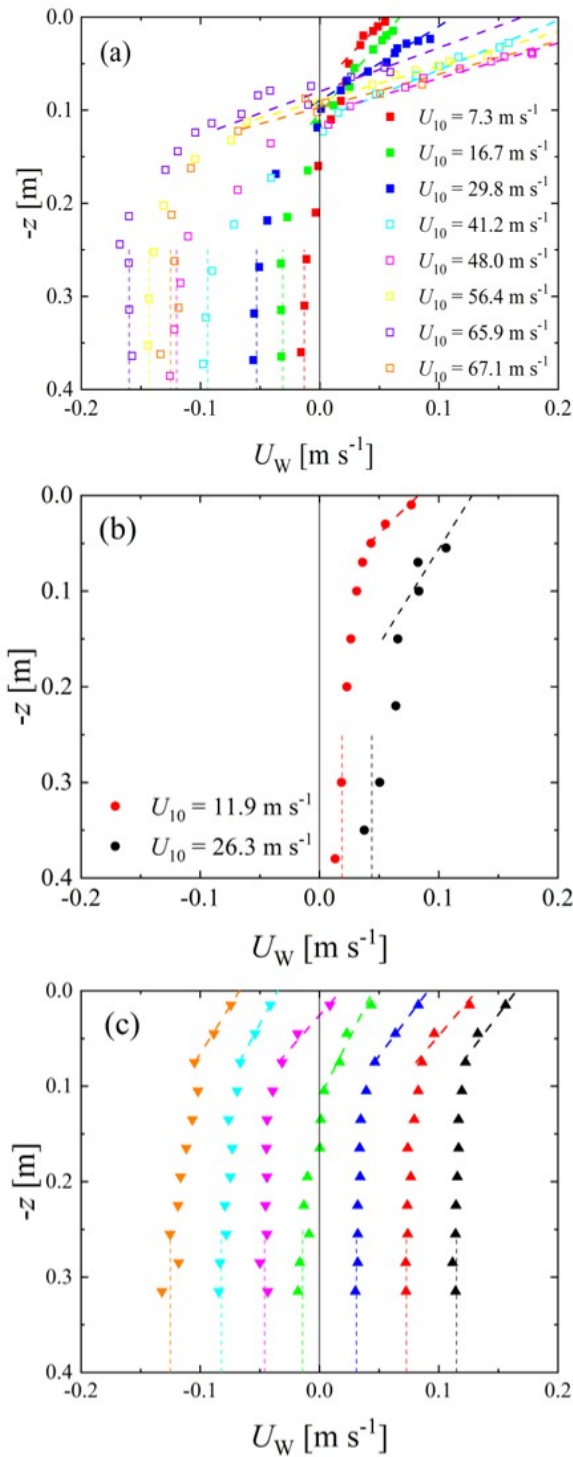 (a)
0.0
0.1
0.2
0.3
0.4
-z [m]
U10 = 7.3 m s-1
U10 = 16.7 m s-1
U10 = 29.8 m s-1
U10 = 41.2 m s-1
U10 = 48.0 m s-1
U10 = 56.4 m s-1
U10 = 65.9 m s-1
U10 = 67.1 m s-1
-0.2 -0.1 0.0 0.1 0.2
UW [m s-1]
(b)
0.0
0.1
0.2
0.3
0.4
-z [m]
U10 = 11.9 m s-1
U10 = 26.3 m s-1
-0.2 -0.1 0.0 0.1 0.2
UW [m s-1]
(c)
0.0
0.1
0.2
0.3
0.4
-z [m]
-0.2 -0.1 0.0 0.1 0.2
UW [m s-1]